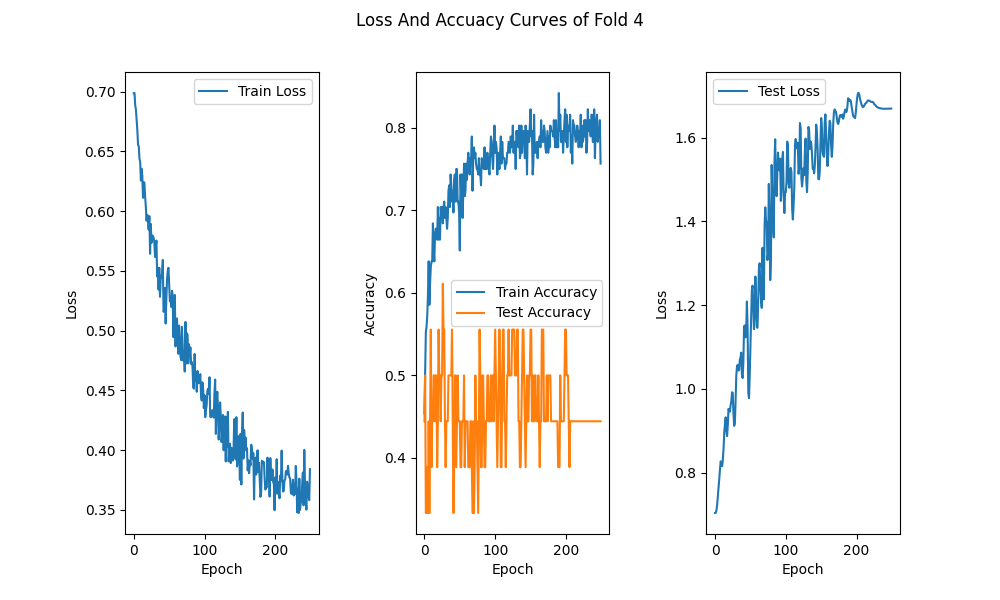 Loss And Accuacy Curves of Fold 4
Train Loss
0.70
0.65
0.60
0.55
0.50
0.45
0.40
0.35
Loss
0
100
200
Epoch
Train Accuracy
Test Accuracy
0.8
0.7
0.6
0.5
0.4
Accuracy
0
100
200
Epoch
Test Loss
1.6
1.4
1.2
1.0
0.8
Loss
0
100
200
Epoch